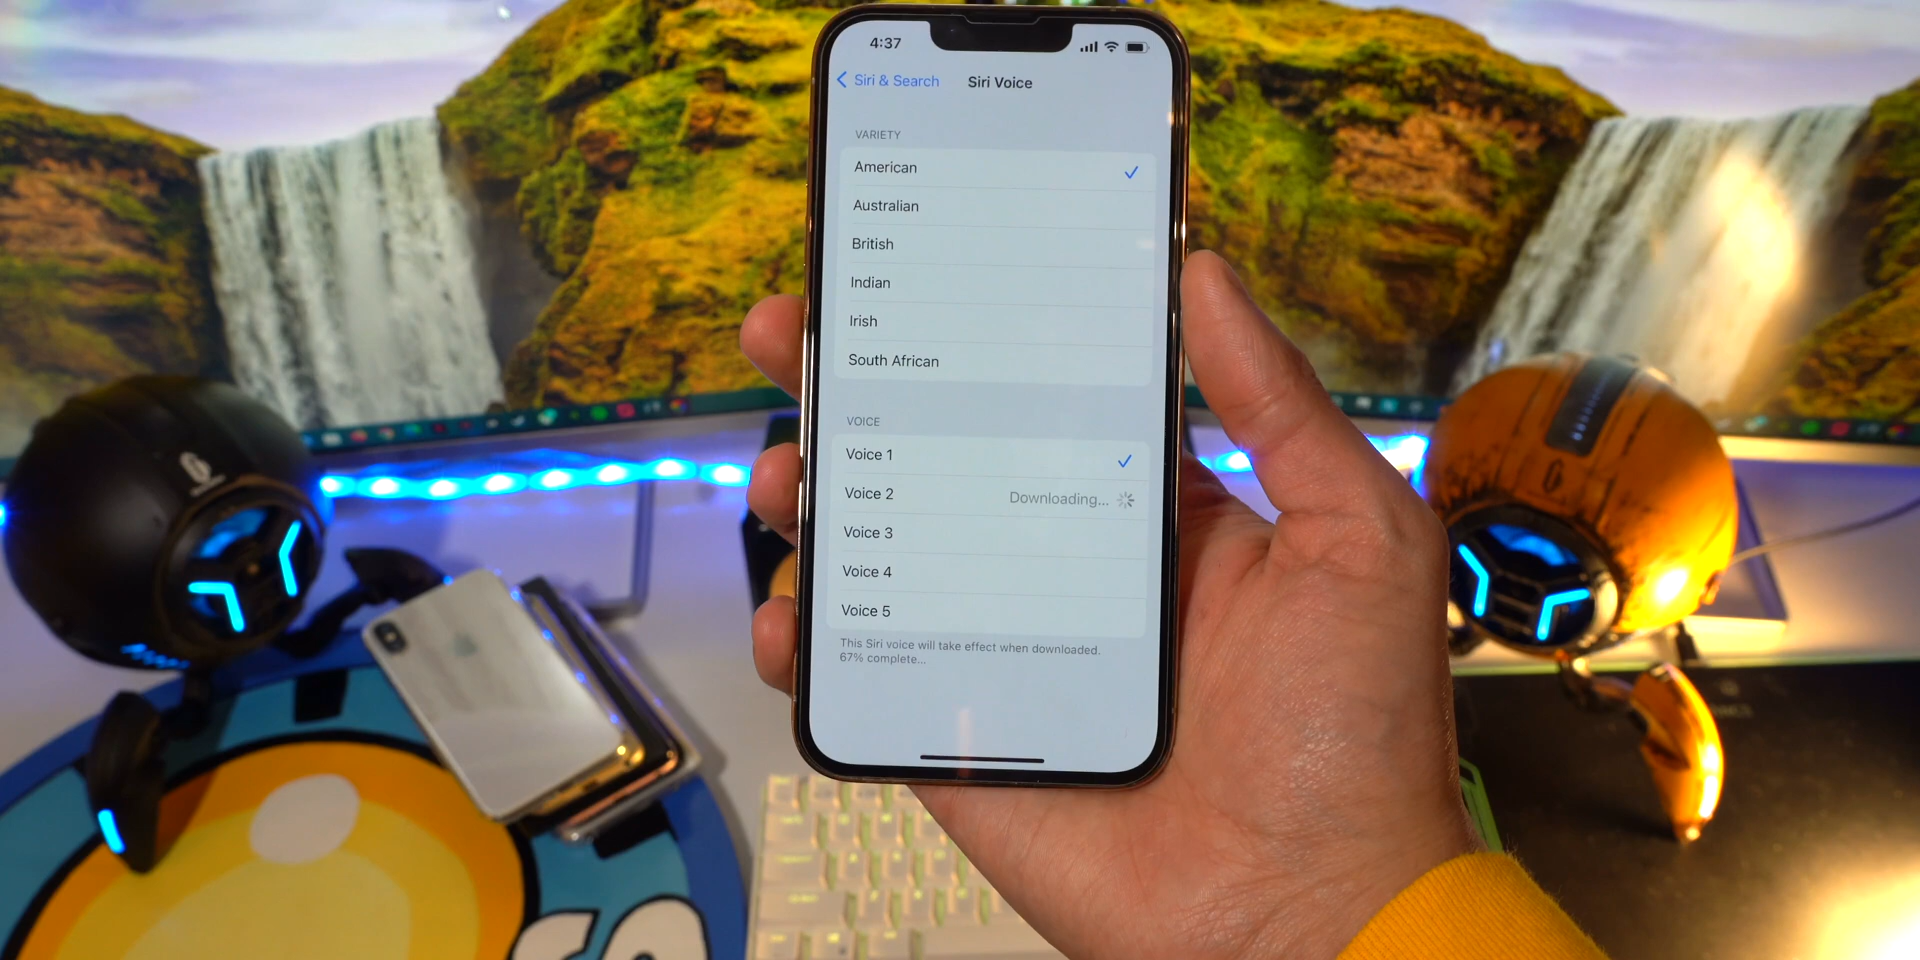 4:37
Siri & Search
Siri Voice
VARIETY
American
Australian
British
Indian
Irish
South African
VOICE
Voice 1
Voice 2 Downloading...
Voice 3
Voice 4
Voice 5
This Siri voice will take effect when downloaded.
67% complete...